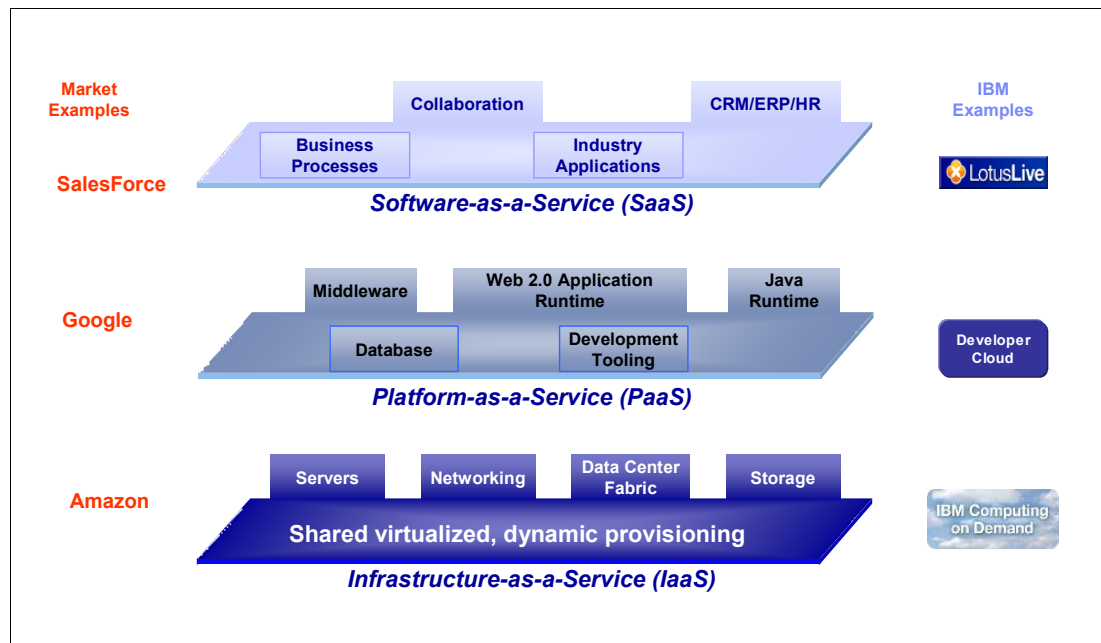 Market
Examples
Collaboration
CRM/ERP/HR
IBM
Examples
Business
Processes
Industry
Applications
SalesForce
LotusLive
Software-as-a-Service (SaaS)
Middleware
Web 2.0 Application
Runtime
Java
Runtime
Google
Database
Development
Tooling
Developer
Cloud
Platform-as-a-Service (PaaS)
Servers
Networking
Data Center
Fabric
Storage
Amazon
IBM Computing
on Demand
Shared virtualized, dynamic provisioning
Infrastructure-as-a-Service (IaaS)